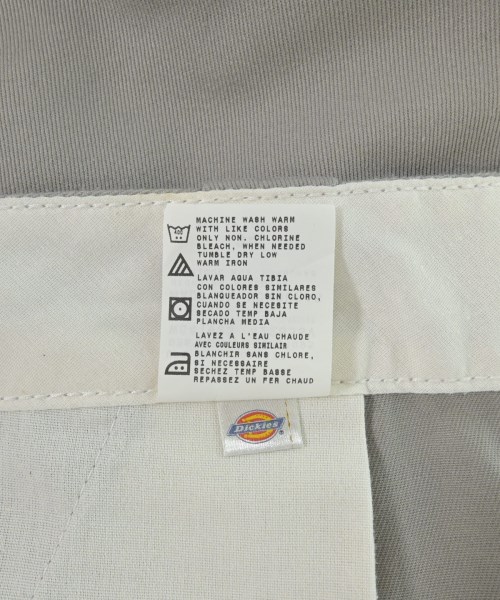 MACHINE WASH WARM
WITH LIKE COLORS
ONLY NON. CHLORINE
BLEACH, WHEN NEEDED
TUMBLE DRY LOW
WARM IRON
LAVAR AQUA TIBIA
CON COLORES SIMILARES
BLANQUEADOR SIN CLORO,
CUANDO SE NECESITE
SECADO TEMP BAJA
PLANCHA MEDIA
LAVEZ A L'EAU CHAUDE
AVEC COULEURS SIMILAIR
BLANCHIR SANS CHLORE,
SI NECESSAIRE
SECHEZ TEMP BASSE
REPASSEZ UN FER CHAUD
Dickies